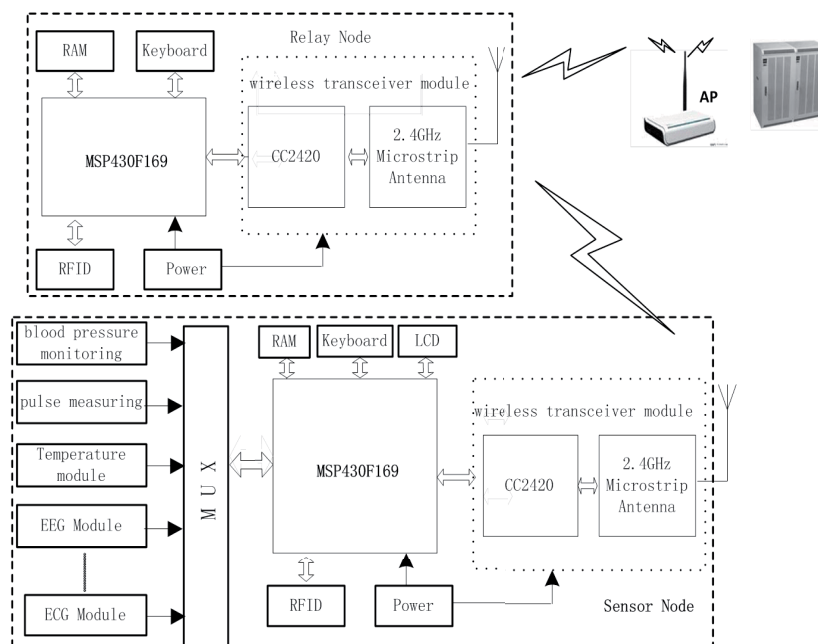 Relay Node
RAM
Keyboard
wireless transceiver module
MSP430F169
CC2420
2.4GHz
Microstrip
Antenna
RFID
Power
AP
blood pressure
monitoring
pulse measuring
Temperature
module
EEG Module
ECG Module
MUX
RAM
Keyboard
LCD
wireless transceiver module
MSP430F169
CC2420
2.4GHz
Microstrip
Antenna
RFID
Power
Sensor Node